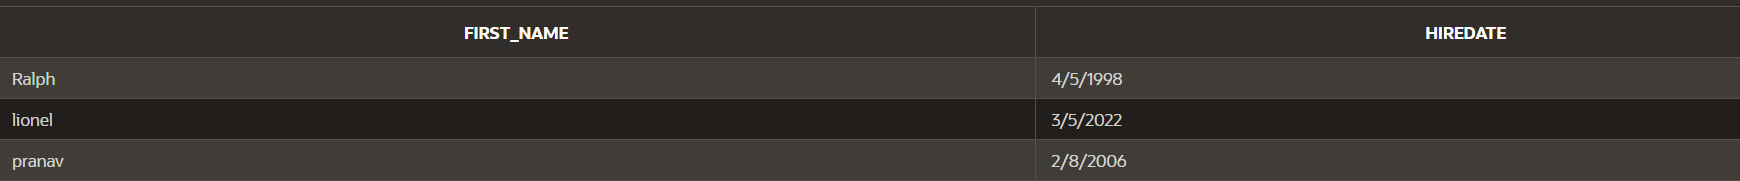 FIRST_NAME HIREDATE
Ralph 4/5/1998
lionel 3/5/2022
pranav 2/8/2006